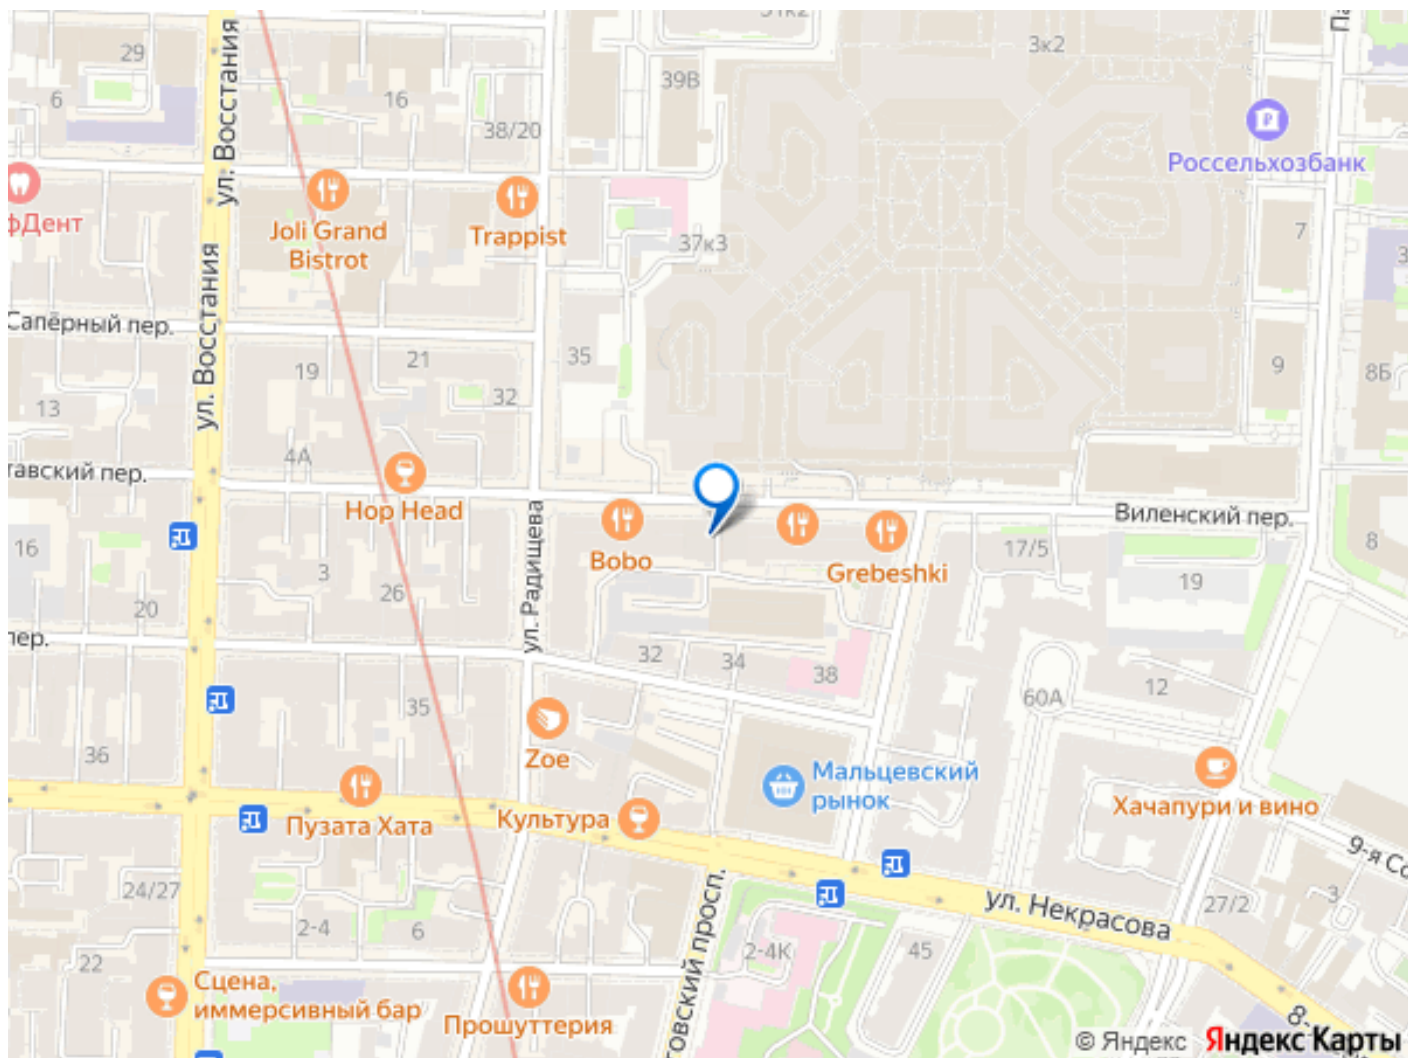 29
6
16
38/20
39В
3к2
ул. Восстания
Россельхозбанк
фДент
Joli Grand
Bistrot
Trappist
37к3
7
ул. Восстания
Сапёрный пер.
35
21
19
32
13
9
8Б
4А
тавский пер.
Hop Head
ул. Радищева
Bobo
Grebeshki
Виленский пер.
17/5
8
16
3
26
20
19
пер.
32
34
38
12
60А
35
36
Zoe
Мальцевский
рынок
Пузата Хата
Культура
Хачапури и вино
9-я Со
24/27
2-4
6
ул. Некрасова
27/2
3
22
2-4К
45
Сцена,
иммерсивный бар
Прошуттерия
товский просп.
8-
© Яндекс Яндекс Карты